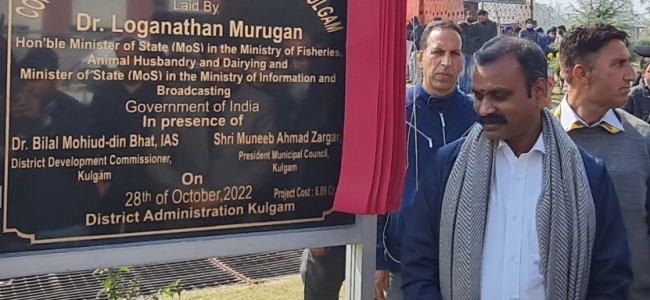 Laid By
Dr. Loganathan Murugan
Hon'ble Minister of State (MoS) in the Ministry of Fisheries,
Animal Husbandry and Dairying and
Minister of State (MoS) in the Ministry of Information and
Broadcasting
Government of India
In presence of
Dr. Bilal Mohiud-din Bhat, IAS
District Development Commissioner,
Kulgam
Shri Muneeb Ahmad Zargar,
President Municipal Council,
Kulgam
On
28th of October, 2022
Project Cost :
District Administration Kulgam